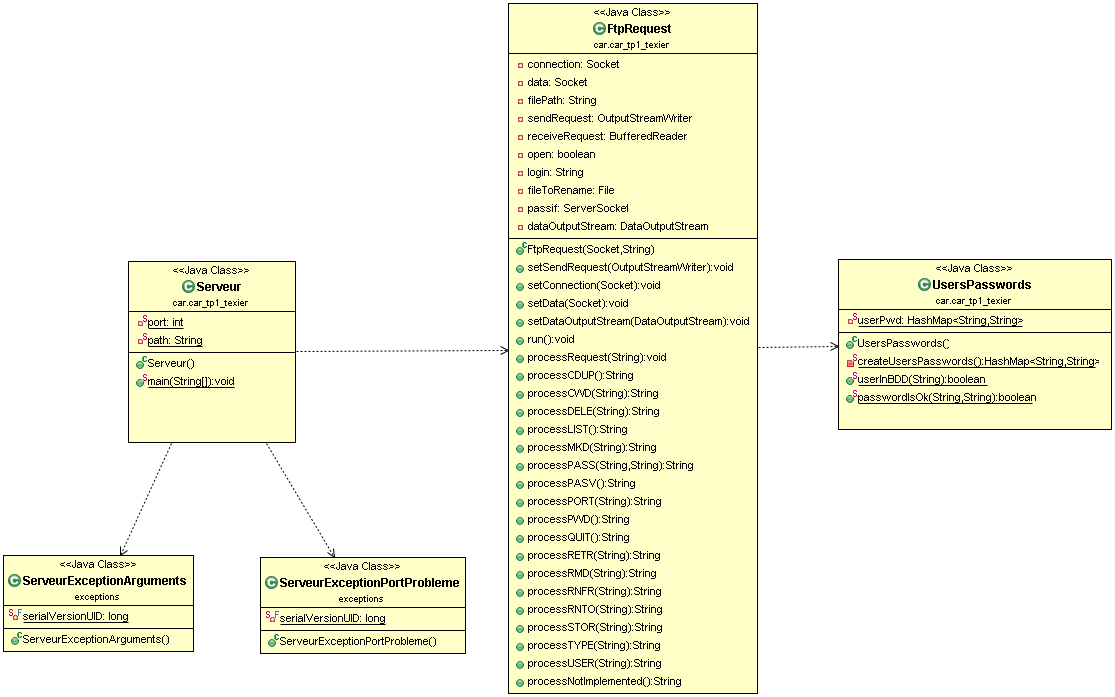 <<Java Class>>
FtpRequest
car.car_tp1_texier
connection: Socket
data: Socket
filePath: String
sendRequest: OutputStreamWriter
receiveRequest: BufferedReader
open: boolean
login: String
fileToRename: File
passif: ServerSocket
dataOutputStream: DataOutputStream
FtpRequest(Socket,String)
setSendRequest(OutputStreamWriter):void
setConnection(Socket):void
setData(Socket):void
setDataOutputStream(DataOutputStream):void
run():void
processRequest(String):void
processCDUP():String
processCWD(String):String
processDELE(String):String
processLIST():String
processMKD(String):String
processPASS(String,String):String
processPASV():String
processPORT(String):String
processPWD():String
processQUIT():String
processRETR(String):String
processRMD(String):String
processRNFR(String):String
processRNTO(String):String
processSTOR(String):String
processTYPE(String):String
processUSER(String):String
processNotImplemented():String
<<Java Class>>
Serveur
car.car_tp1_texier
port: int
path: String
Serveur()
main(String[]):void
<<Java Class>>
UsersPasswords
car.car_tp1_texier
userPwd: HashMap<String,String>
UsersPasswords()
createUsersPasswords():HashMap<String,String>
userInBDD(String):boolean
passwordIsOk(String,String):boolean
<<Java Class>>
ServeurExceptionArguments
exceptions
serialVersionUID: long
ServeurExceptionArguments()
<<Java Class>>
ServeurExceptionPortProbleme
exceptions
serialVersionUID: long
ServeurExceptionPortProbleme()